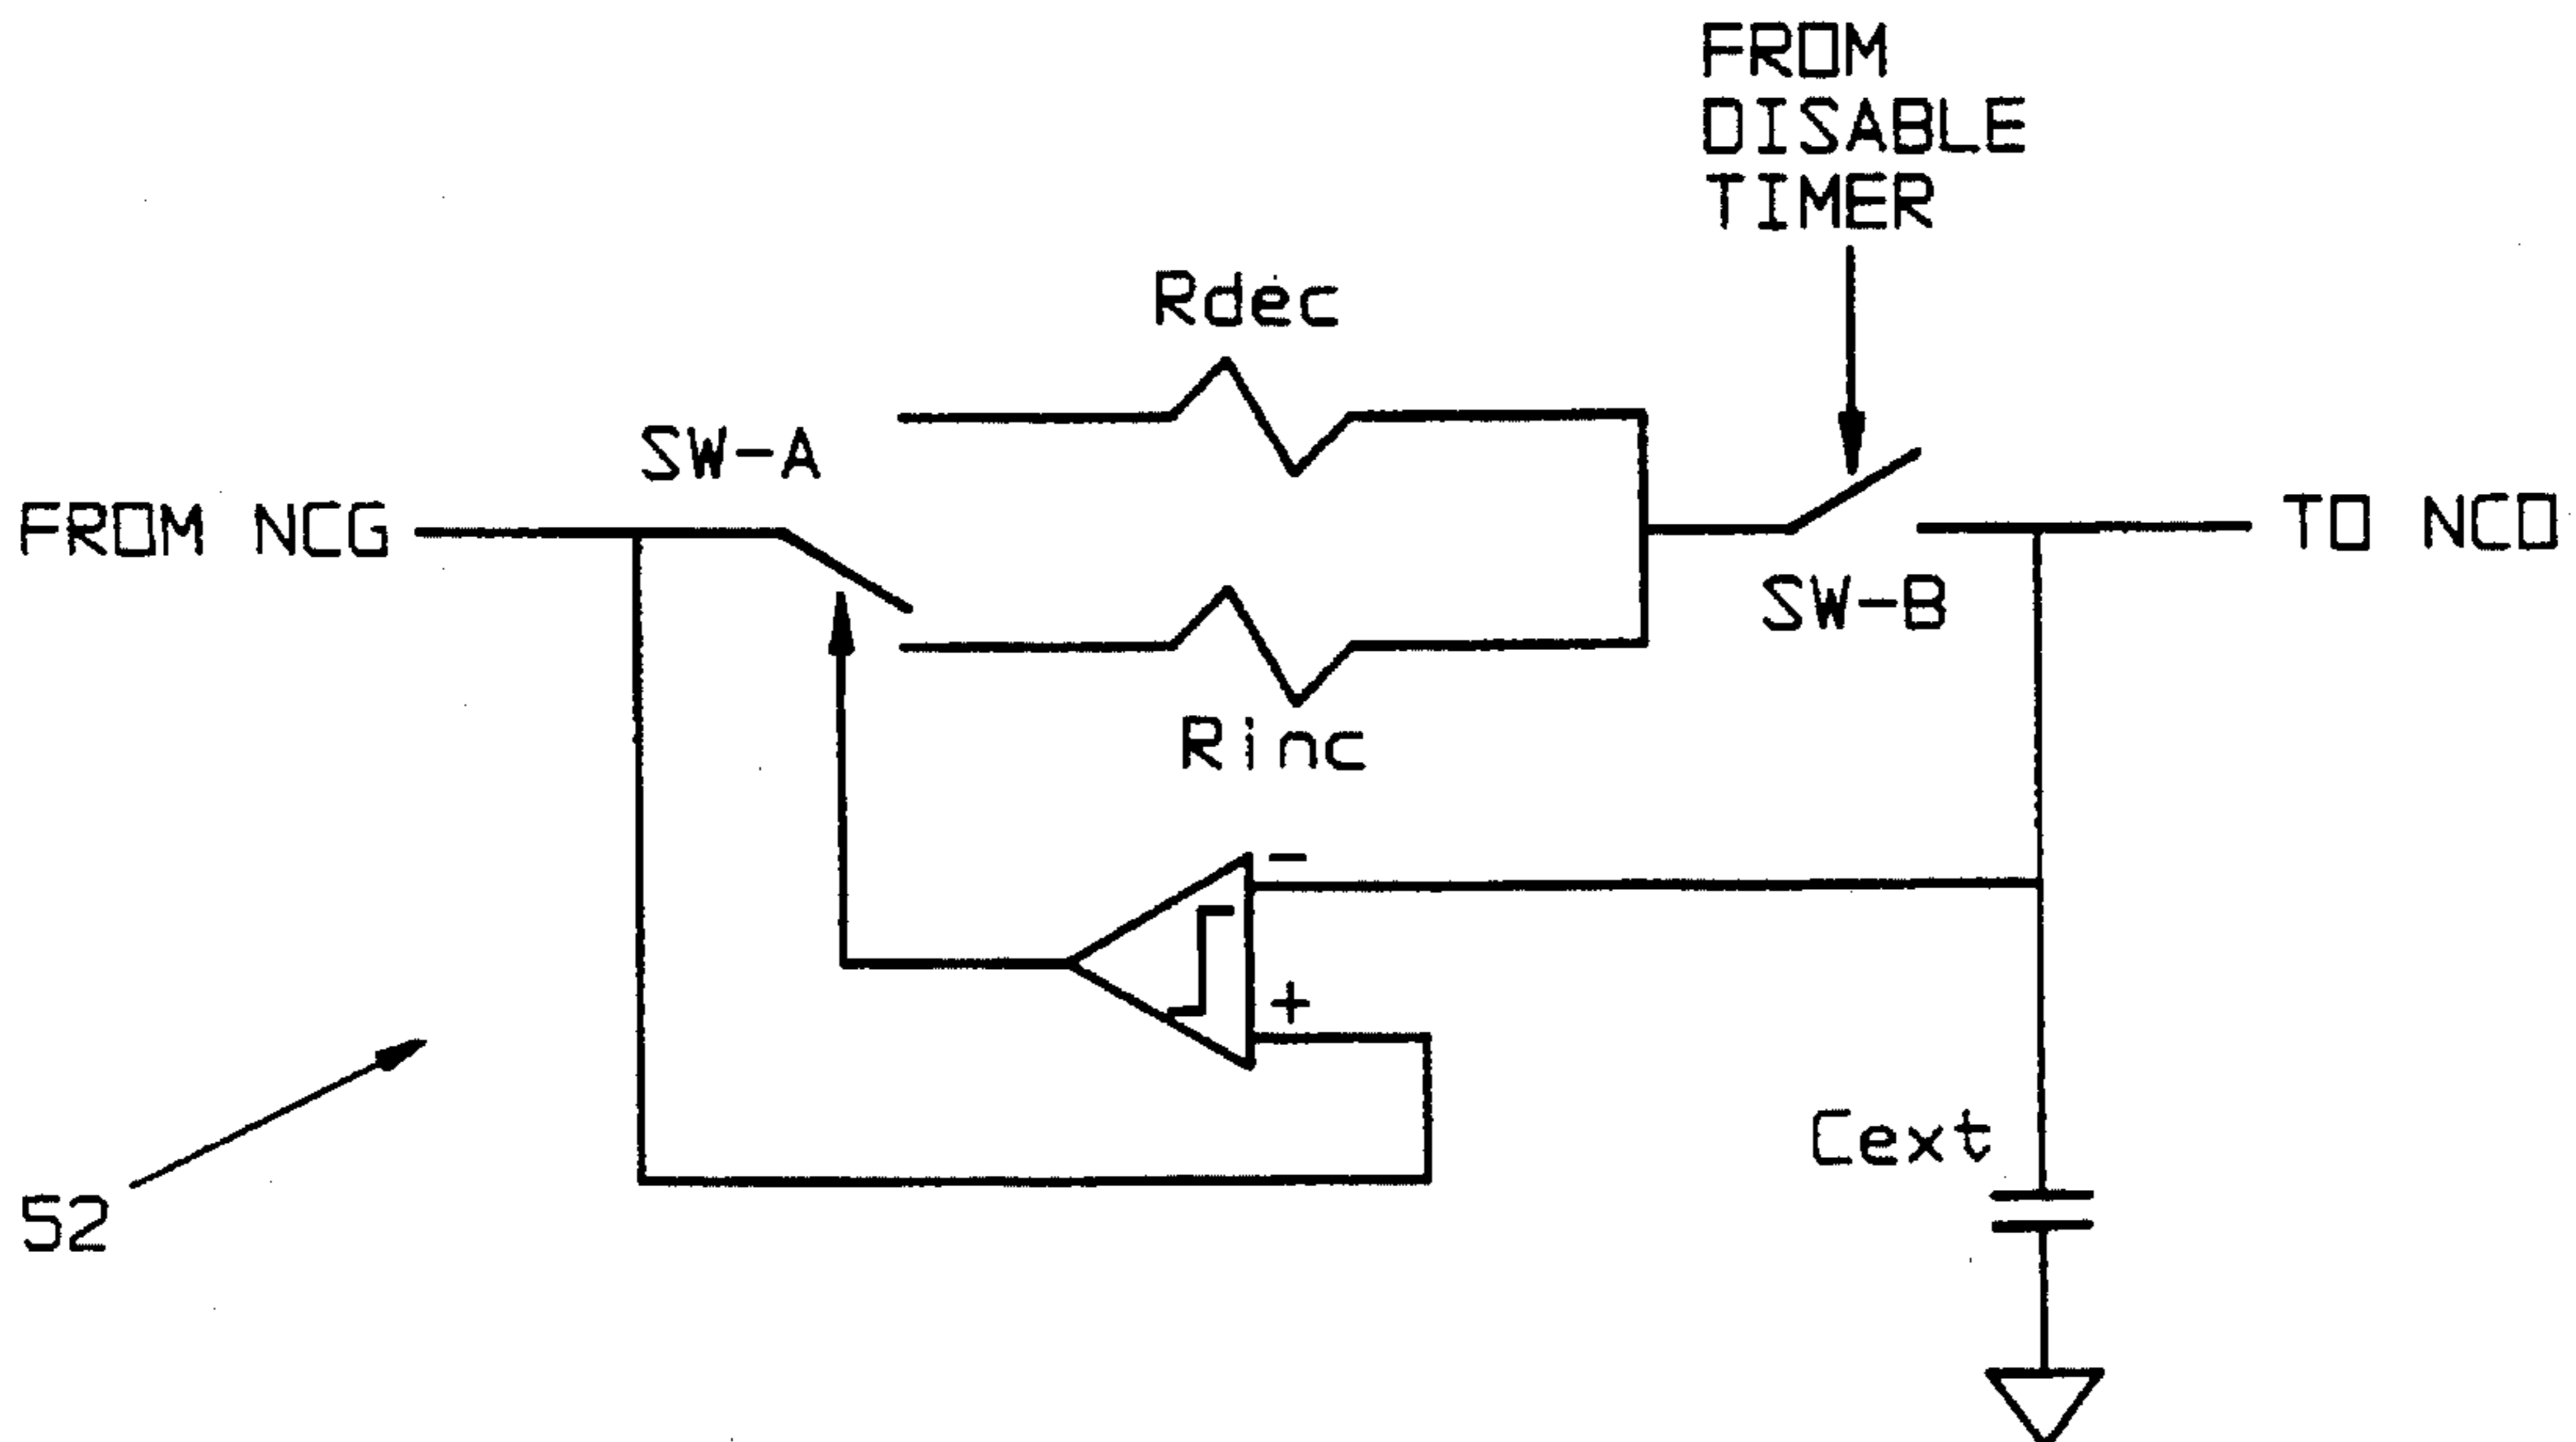 FROM
DISABLE
TIMER
Rdec
SW-A
FROM NCG
TO NCO
SW-B
Rinc
-
+
Cext
52